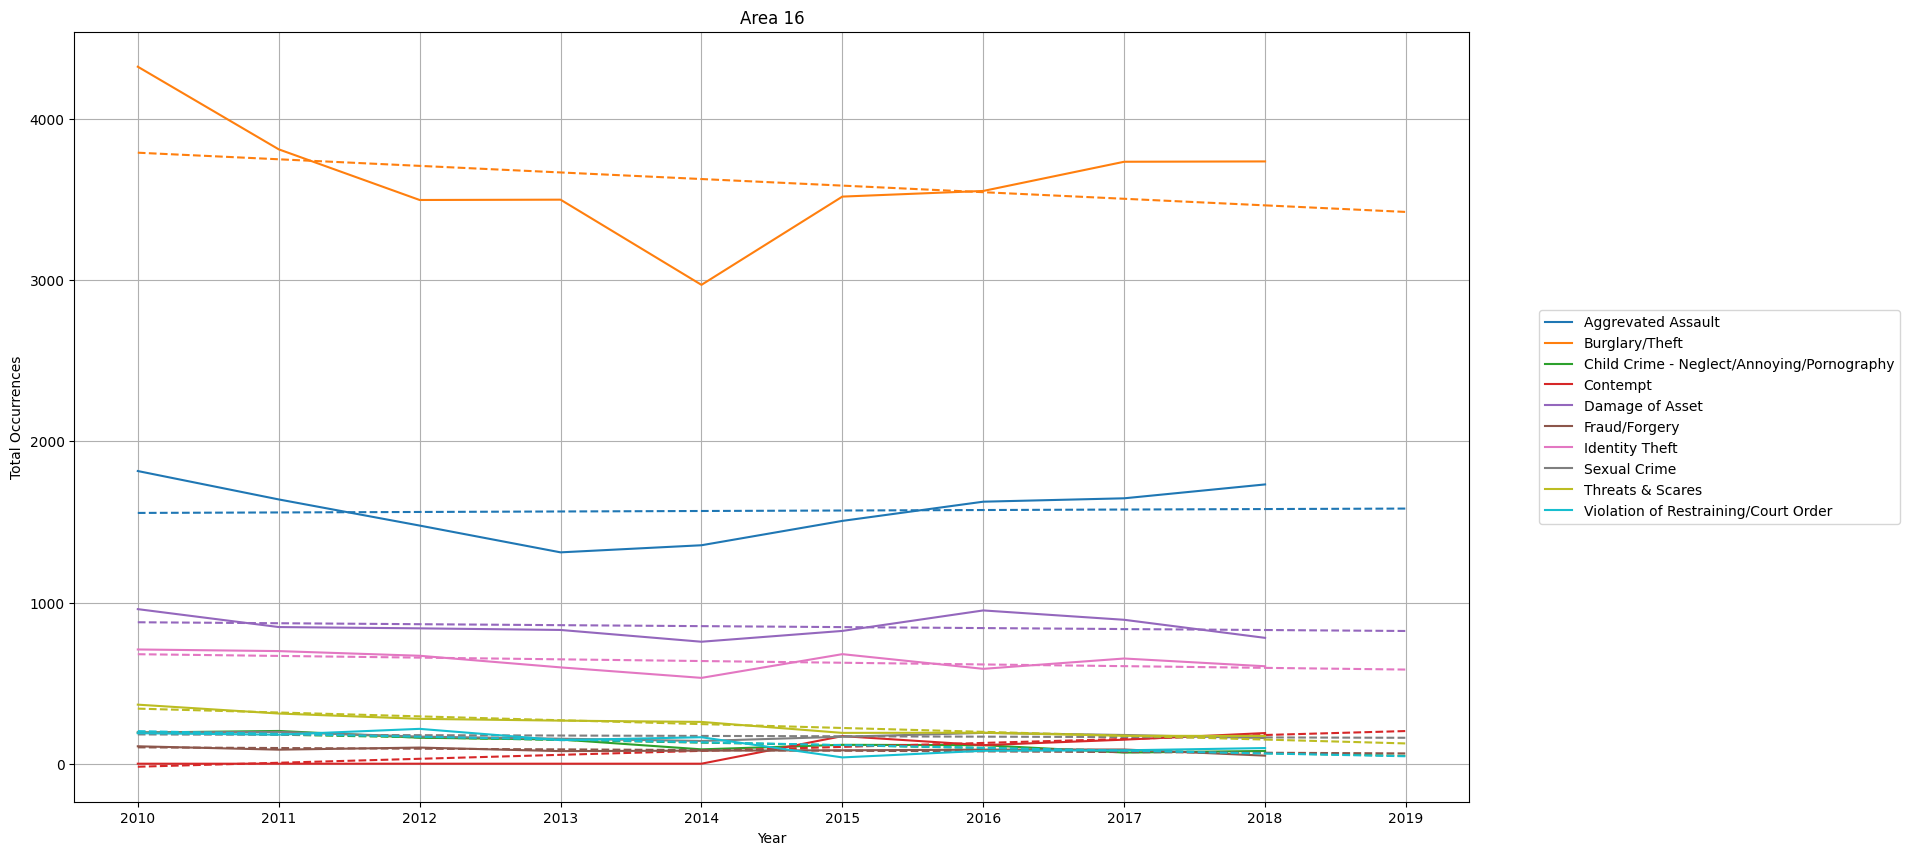 Area 16
Total Occurrences
4000
3000
2000
1000
0
2010 2011 2012 2013 2014 2015 2016 2017 2018 2019
Year
Aggrevated Assault
Burglary/Theft
Child Crime - Neglect/Annoying/Pornography
Contempt
Damage of Asset
Fraud/Forgery
Identity Theft
Sexual Crime
Threats & Scares
Violation of Restraining/Court Order